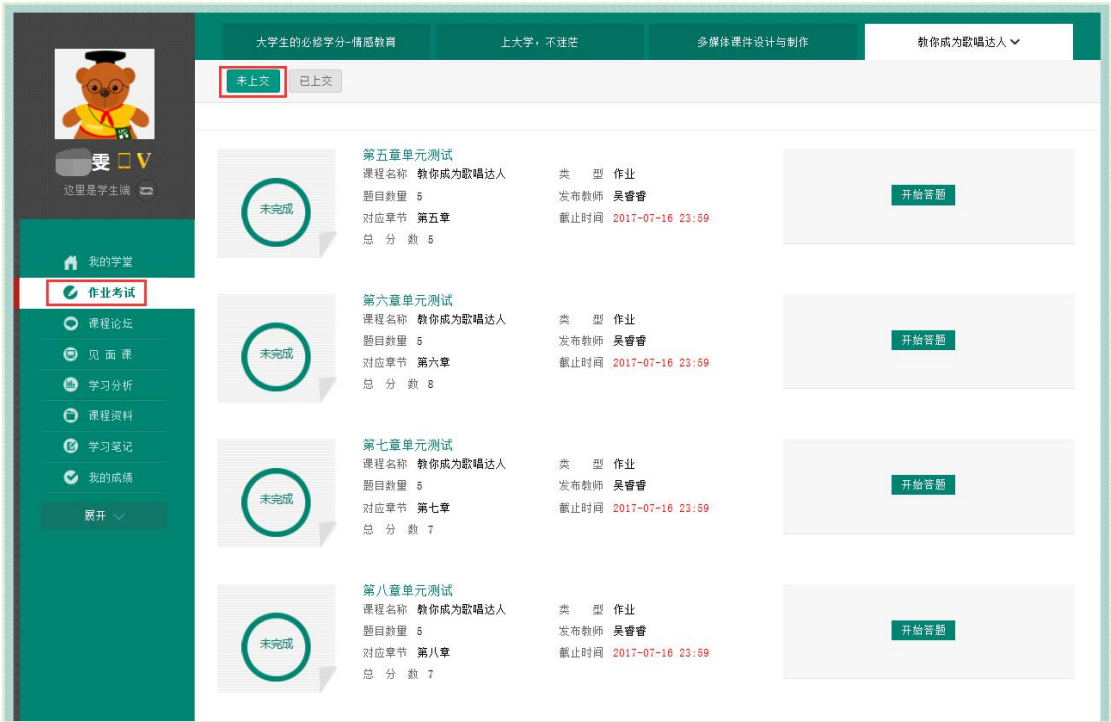 大学生的必修学分-情感教育 上大学，不迷茫 多媒体课件设计与制作 教你成为歌唱达人
未上交 已上交
雯 V
这里是学生端
我的学堂
作业考试
课程论坛
见 面 课
学习分析
课程资料
学习笔记
我的成绩
展开
第五章单元测试
课程名称 教你成为歌唱达人 类 型 作业
未完成 题目数量 5 发布教师 吴睿睿 开始答题
对应章节 第五章 截止时间 2017-07-16 23:59
总 分 数 5
第六章单元测试
课程名称 教你成为歌唱达人 类 型 作业
未完成 题目数量 5 发布教师 吴睿睿 开始答题
对应章节 第六章 截止时间 2017-07-16 23:59
总 分 数 8
第七章单元测试
课程名称 教你成为歌唱达人 类 型 作业
未完成 题目数量 5 发布教师 吴睿睿 开始答题
对应章节 第七章 截止时间 2017-07-16 23:59
总 分 数 7
第八章单元测试
课程名称 教你成为歌唱达人 类 型 作业
未完成 题目数量 5 发布教师 吴睿睿 开始答题
对应章节 第八章 截止时间 2017-07-16 23:59
总 分 数 7